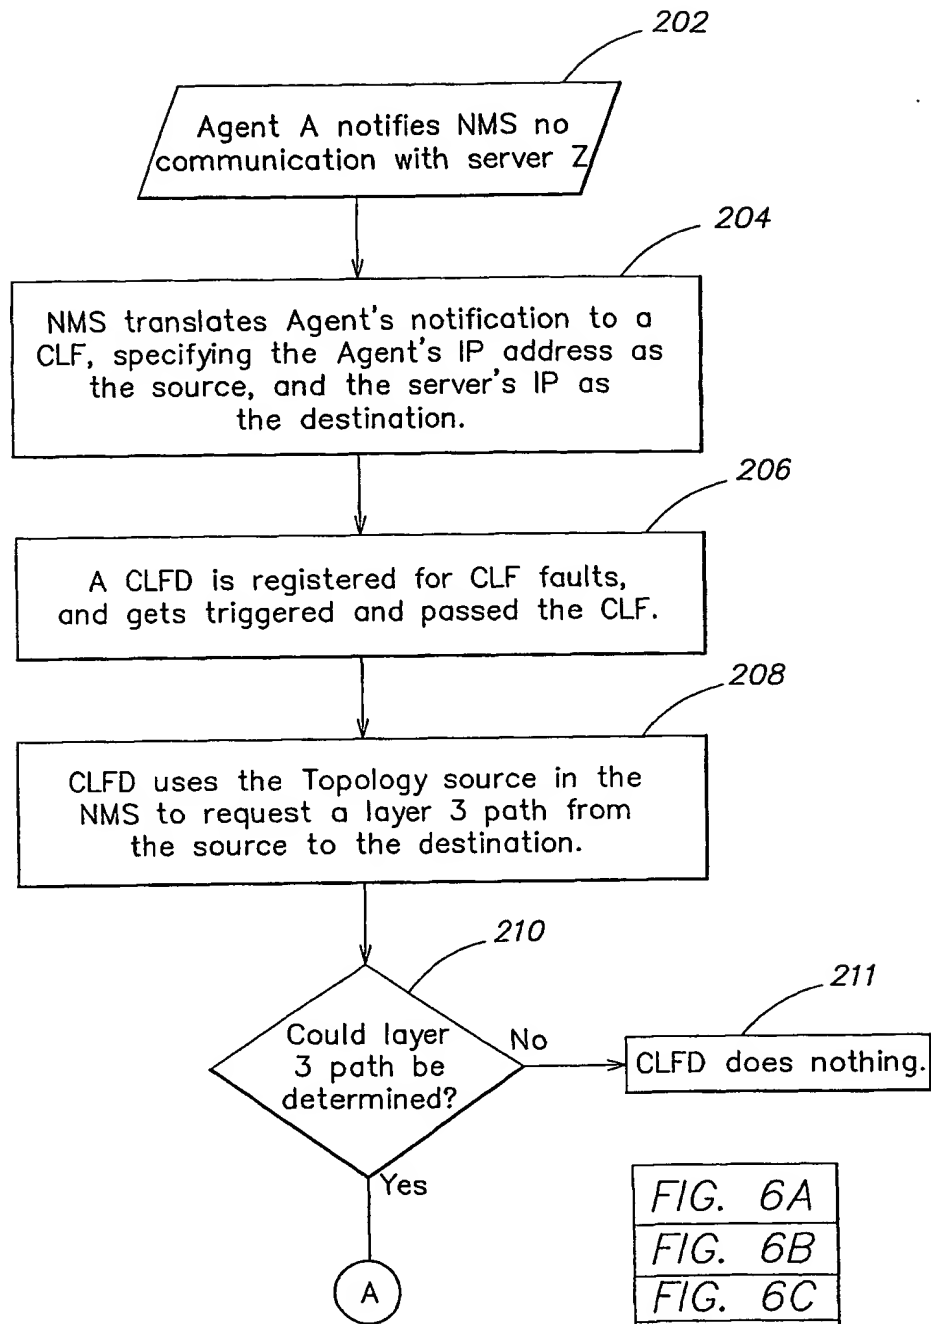 202
Agent A notifies NMS no
communication with server Z
204
NMS translates Agent's notification to a
CLF, specifying the Agent's IP address as
the source, and the server's IP as
the destination.
206
A CLFD is registered for CLF faults,
and gets triggered and passed the CLF.
208
CLFD uses the Topology source in the
NMS to request a layer 3 path from
the source to the destination.
210
Could layer
3 path be
determined?
No
211
CLFD does nothing.
Yes
A
FIG. 6A
FIG. 6B
FIG. 6C